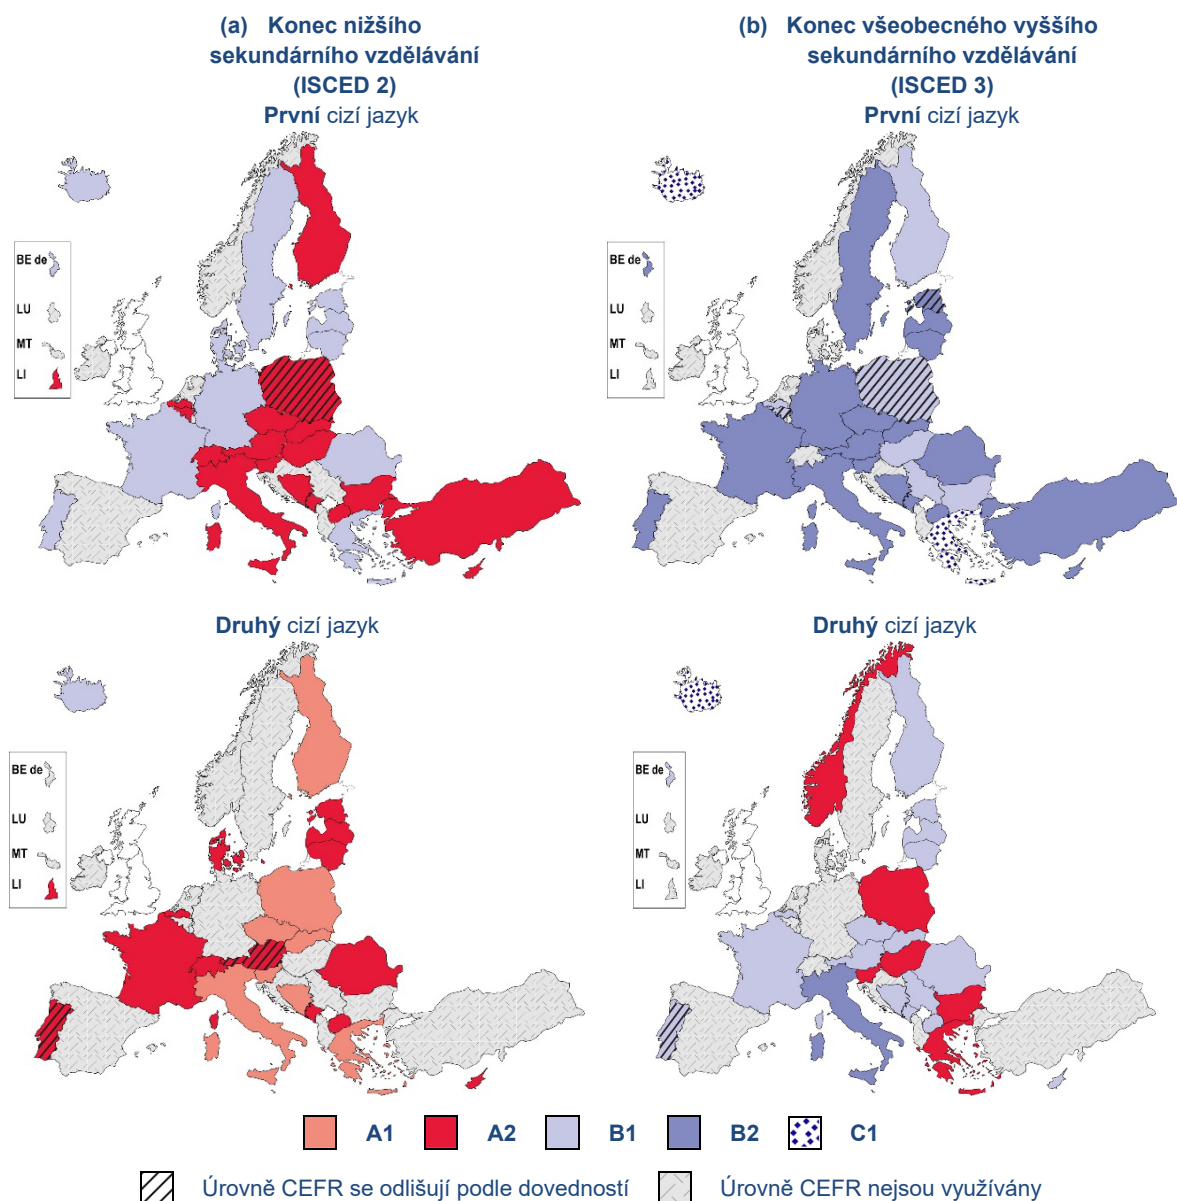 (a) Konec nižšího
sekundárního vzdělávání
(ISCED 2)
První cizí jazyk
(b) Konec všeobecného vyššího
sekundárního vzdělávání
(ISCED 3)
První cizí jazyk
BE de
LU
MT
LI
BE de
LU
MT
LI
Druhý cizí jazyk
Druhý cizí jazyk
BE de
LU
MT
LI
BE de
LU
MT
LI
A1 A2 B1 B2 C1
Úrovně CEFR se odlišují podle dovedností Úrovně CEFR nejsou využívány